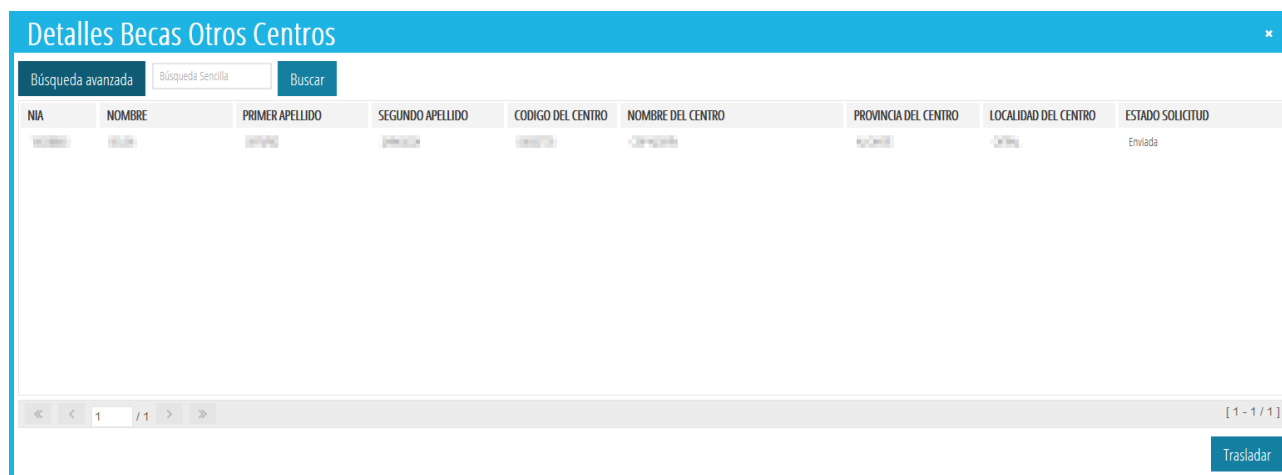 Detalles Becas Otros Centros ×
Búsqueda avanzada Búsqueda Sencilla Buscar
NIA NOMBRE PRIMER APELLIDO SEGUNDO APELLIDO CODIGO DEL CENTRO NOMBRE DEL CENTRO PROVINCIA DEL CENTRO LOCALIDAD DEL CENTRO ESTADO SOLICITUD
Enviada
« < 1 / 1 > » [ 1 - 1 / 1 ]
Trasladar